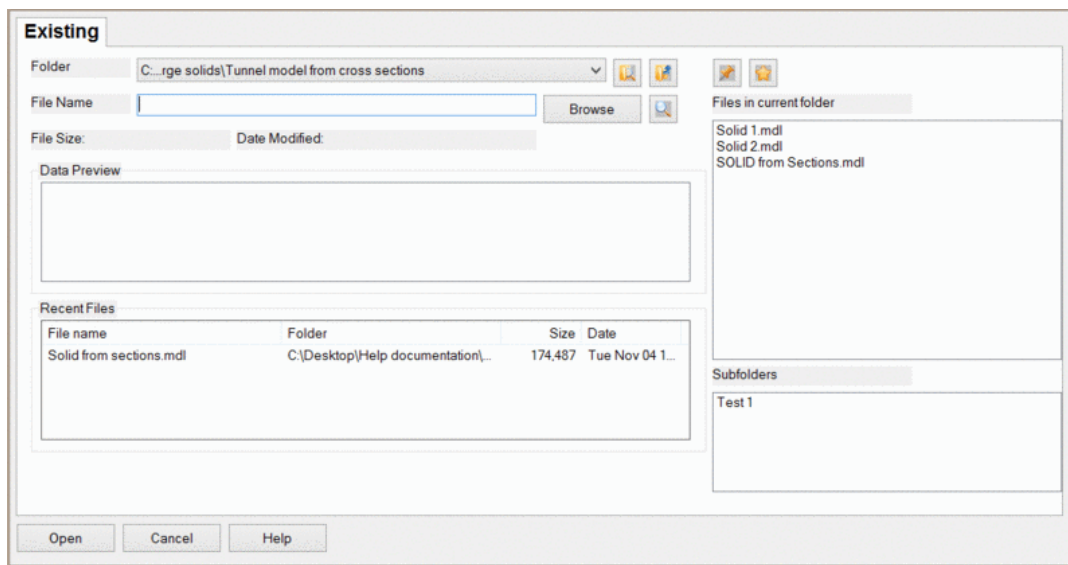 Existing
Folder
C:...rge solids\Tunnel model from cross sections
File Name
Browse
Files in current folder
File Size:
Date Modified:
Solid 1.mdl
Solid 2.mdl
SOLID from Sections.mdl
Data Preview
Recent Files
File name Folder Size Date
Solid from sections.mdl C:\Desktop\Help documentation\... 174,487 Tue Nov 04 1...
Subfolders
Test 1
Open Cancel Help